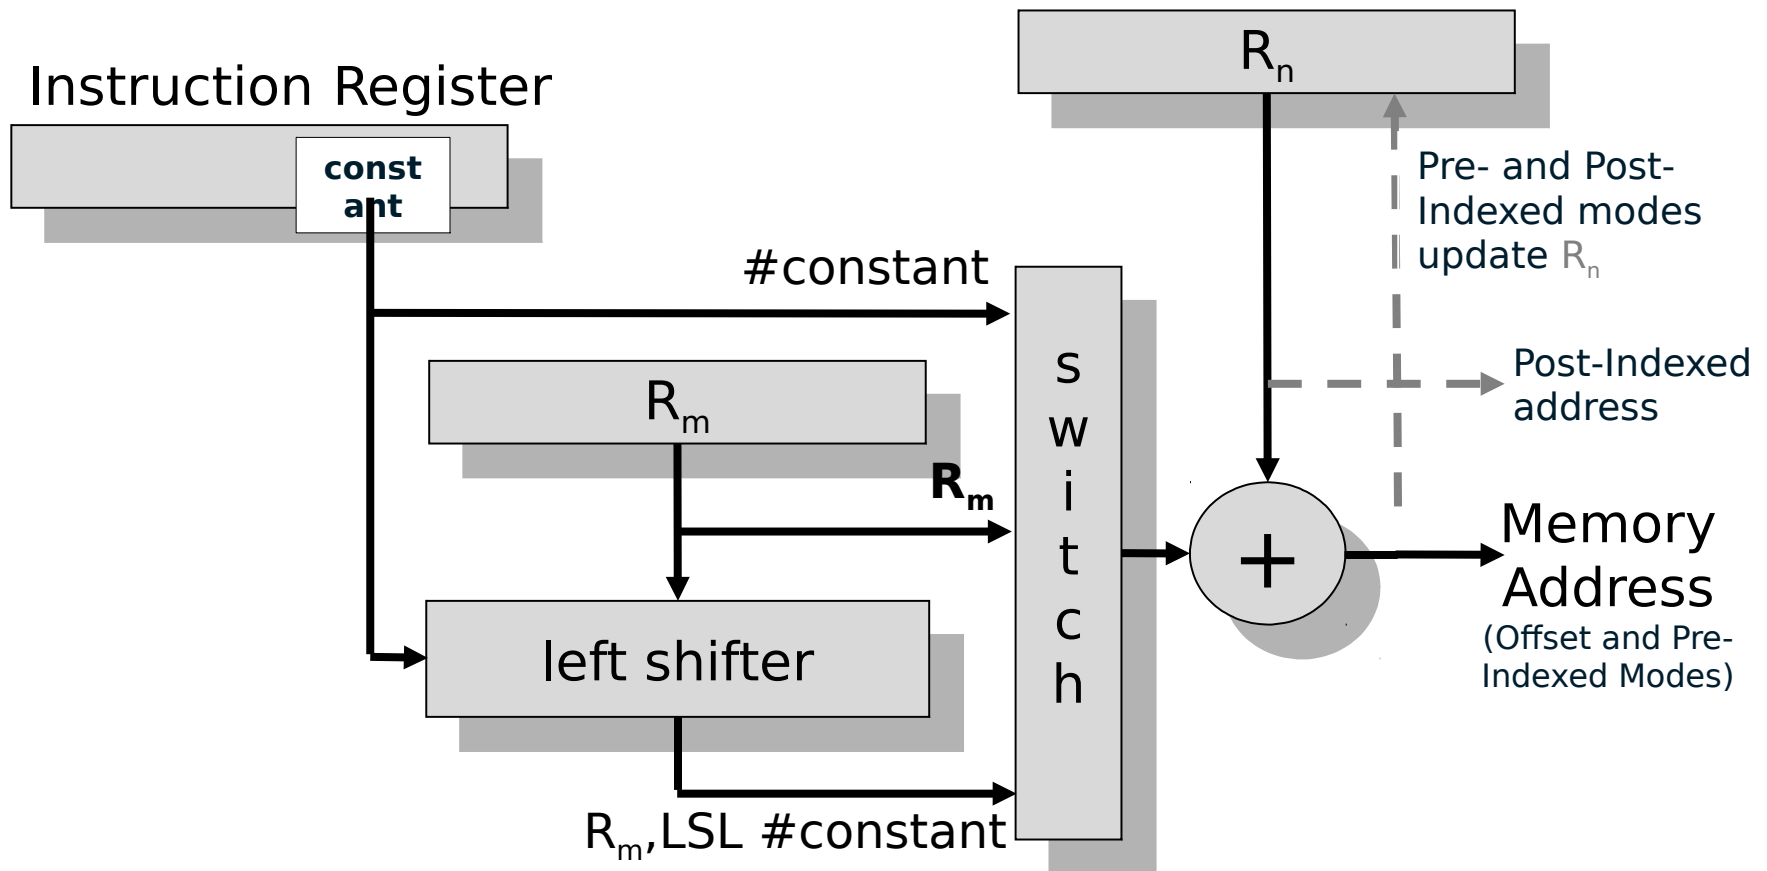 Instruction Register
const
ant
Rn
Pre- and Post-
Indexed modes
update Rn
#constant
Rm
Rm
switch
Post-Indexed
address
+
Memory
Address
(Offset and Pre-
Indexed Modes)
left shifter
Rm,LSL #constant